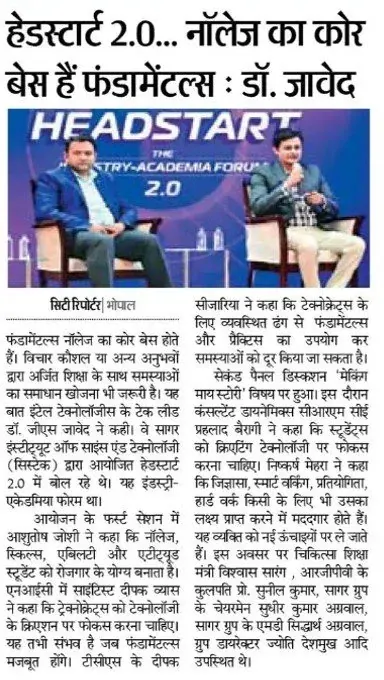 हेडस्टार्ट 2.0... नॉलेज का कोर
बेस हैं फंडामेंटल्स : डॉ. जावेद
HEADSTART
THE
INDUSTRY-ACADEMIA FORUM
2.0
सिटी रिपोर्टर| भोपाल
फंडामेंटल्स नॉलेज का कोर बेस होते
हैं। विचार कौशल या अन्य अनुभवों
द्वारा अर्जित शिक्षा के साथ समस्याओं
का समाधान खोजना भी जरूरी है। यह
बात इंटेल टेक्नोलॉजीस के टेक लीड
डॉ. जीएस जावेद ने कही। वे सागर
इंस्टीट्यूट ऑफ साइंस एंड टेक्नोलॉजी
(सिस्टेक) द्वारा आयोजित हेडस्टार्ट
2.0 में बोल रहे थे। यह इंडस्ट्री-
एकेडमिया फोरम था।
आयोजन के फर्स्ट सेशन में
आशुतोष जोशी ने कहा कि नॉलेज,
स्किल्स, एबिलटी और एटीट्यूड
स्टूडेंट को रोजगार के योग्य बनाता है।
एनआईसी में साइंटिस्ट दीपक व्यास
ने कहा कि ट्रेक्नोक्रेट्स को टेक्नोलॉजी
के क्रिएशन पर फोकस करना चाहिए।
यह तभी संभव है जब फंडामेंटल्स
मजबूत होंगे। टीसीएस के दीपक
सीजारिया ने कहा कि टेक्नोक्रेट्स के
लिए व्यवस्थित ढंग से फंडामेंटल्स
और प्रैक्टिस का उपयोग कर
समस्याओं को दूर किया जा सकता है।
सेकंड पैनल डिस्कशन 'मेकिंग
माय स्टोरी' विषय पर हुआ। इस दौरान
कंसल्टेंट डायनेमिक्स सीआरएम सीई
प्रहलाद बैरागी ने कहा कि स्टूडेंट्स
को क्रिएटिंग टेक्नोलॉजी पर फोकस
करना चाहिए। निष्कर्ष मेहरा ने कहा
कि जिज्ञासा, स्मार्ट वर्किंग, प्रतियोगिता,
हार्ड वर्क किसी के लिए भी उसका
लक्ष्य प्राप्त करने में मददगार होते हैं।
यह व्यक्ति को नई ऊंचाइयों पर ले जाते
हैं। इस अवसर पर चिकित्सा शिक्षा
मंत्री विश्वास सारंग , आरजीपीवी के
कुलपति प्रो. सुनील कुमार, सागर ग्रुप
के चेयरमेन सुधीर कुमार अग्रवाल,
सागर ग्रुप के एमडी सिद्धार्थ अग्रवाल,
ग्रुप डायरेक्टर ज्योति देशमुख आदि
उपस्थित थे।